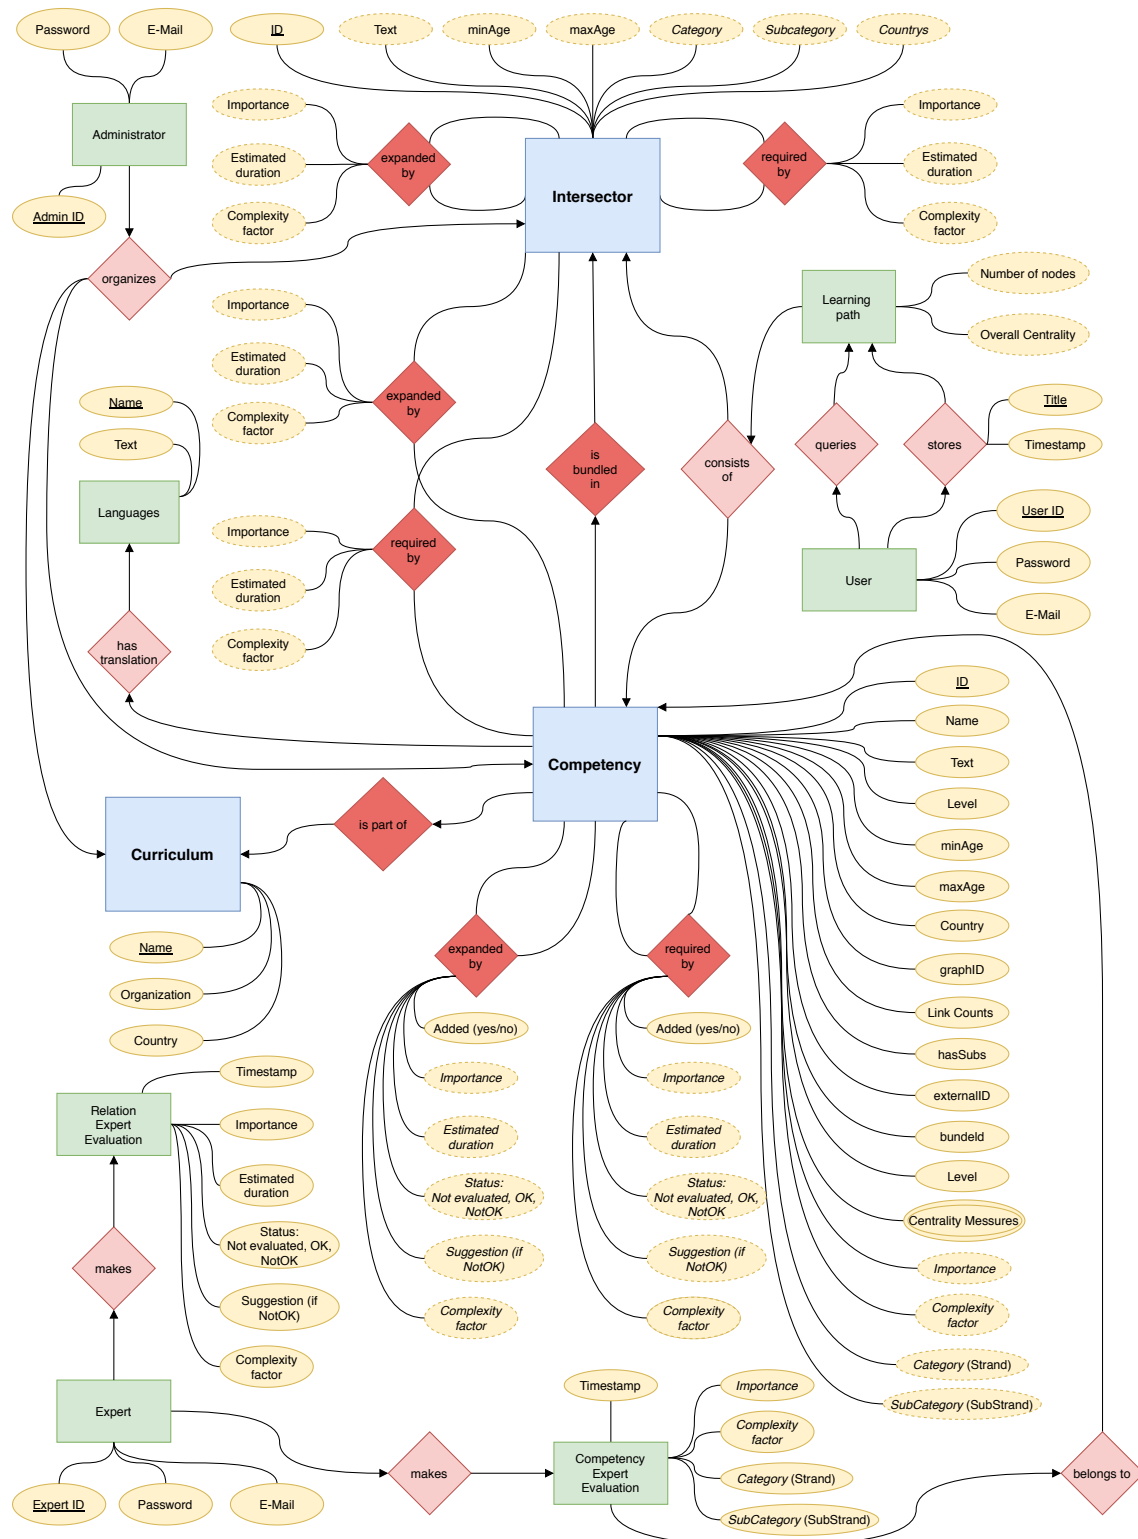 Password
E-Mail
ID
Text
minAge
maxAge
Category
Subcategory
Countrys
Administrator
Admin ID
organizes
Importance
Estimated
duration
Complexity
factor
expanded
by
Intersector
required
by
Importance
Estimated
duration
Complexity
factor
Learning
path
Number of nodes
Overall Centrality
Importance
Estimated
duration
Complexity
factor
expanded
by
Name
Text
Languages
is
bundled
in
consists
of
queries
stores
Title
Timestamp
Importance
Estimated
duration
Complexity
factor
required
by
User
User ID
Password
E-Mail
has
translation
Competency
ID
Name
Text
Level
minAge
maxAge
Country
graphID
Link Counts
hasSubs
externalID
bundeld
Level
Centrality Messures
Importance
Complexity
factor
Category (Strand)
SubCategory (SubStrand)
is part of
Curriculum
Name
Organization
Country
expanded
by
Added (yes/no)
Importance
Estimated
duration
Status:
Not evaluated, OK,
NotOK
Suggestion (if
NotOK)
Complexity
factor
required
by
Added (yes/no)
Importance
Estimated
duration
Status:
Not evaluated, OK,
NotOK
Suggestion (if
NotOK)
Complexity
factor
Relation
Expert
Evaluation
Timestamp
Importance
Estimated
duration
Status:
Not evaluated, OK,
NotOK
Suggestion (if
NotOK)
Complexity
factor
makes
Expert
Expert ID
Password
E-Mail
makes
Timestamp
Competency
Expert
Evaluation
Importance
Complexity
factor
Category (Strand)
SubCategory (SubStrand)
belongs to